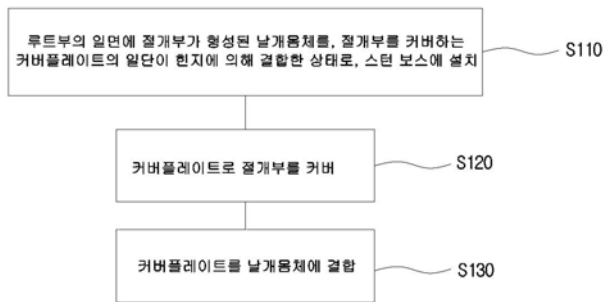 루트부의 일면에 절개부가 형성된 날개몸체를, 절개부를 커버하는
커버플레이트의 일단이 힌지에 의해 결합한 상태로, 스턴 보스에 설치
S110
커버플레이트로 절개부를 커버
S120
커버플레이트를 날개몸체에 결합
S130